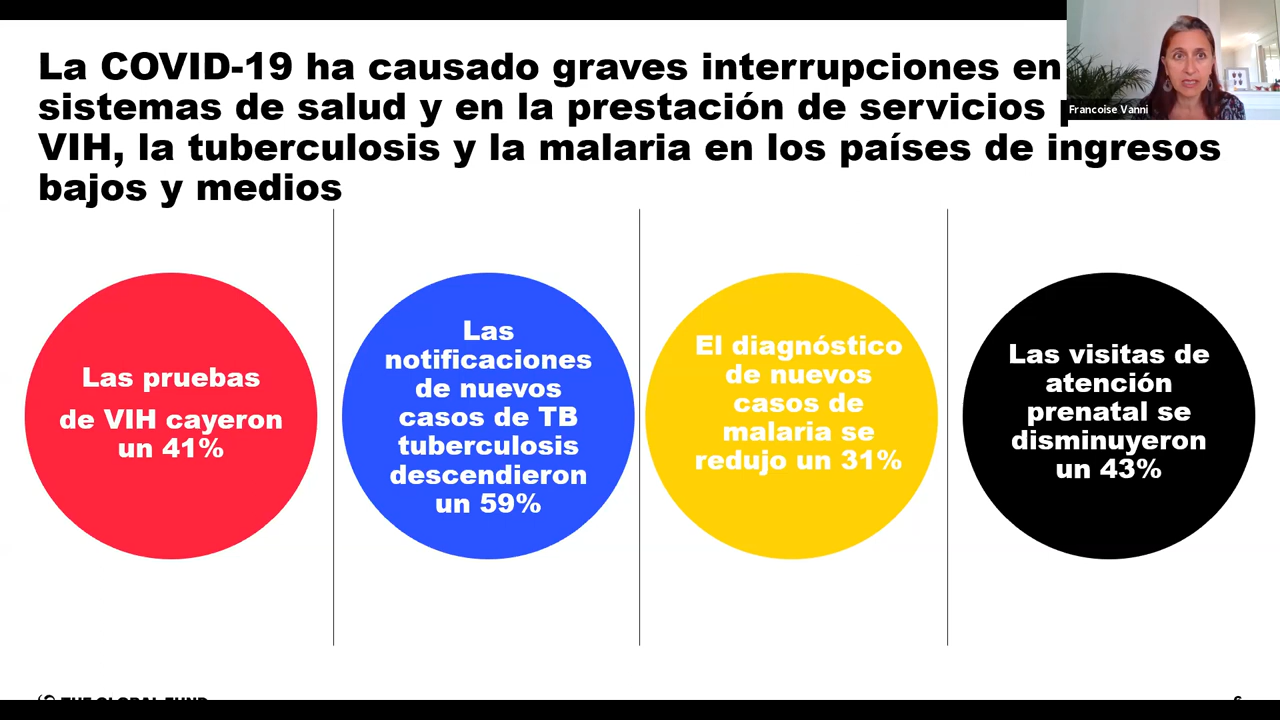 La COVID-19 ha causado graves interrupciones en
sistemas de salud y en la prestación de servicios
VIH, la tuberculosis y la malaria en los países de ingresos
bajos y medios
Francoise Vanni
Las pruebas
de VIH cayeron
un 41%
Las
notificaciones
de nuevos
casos de TB
tuberculosis
descendieron
un 59%
El diagnóstico
de nuevos
casos de
malaria se
redujo un 31%
Las visitas de
atención
prenatal se
disminuyeron
un 43%
THE GLOBAL FUND